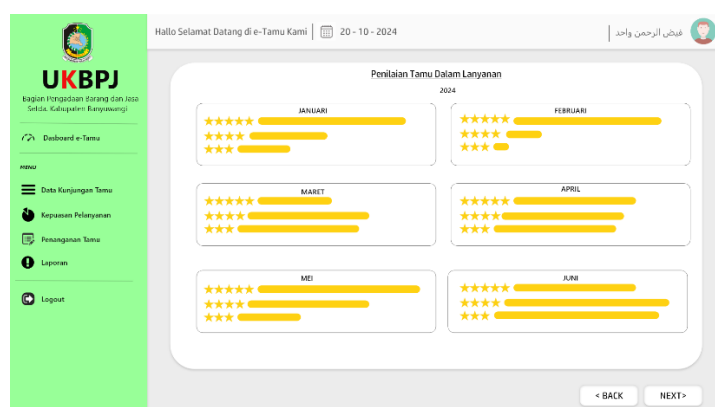 Hallo Selamat Datang di e-Tamu Kami
20 - 10 - 2024
فيض الرحمن واحد
UKBPJ
Bagian Pengadaan Barang dan Jasa
Setda. Kabupaten Banyuwangi
Dasboard e-Tamu
MENU
Data Kunjungan Tamu
Kepuasan Pelanyanan
Penanganan Tamu
Laporan
Logout
Penilaian Tamu Dalam Lanyanan
2024
JANUARI
FEBRUARI
MARET
APRIL
MEI
JUNI
< BACK
NEXT>